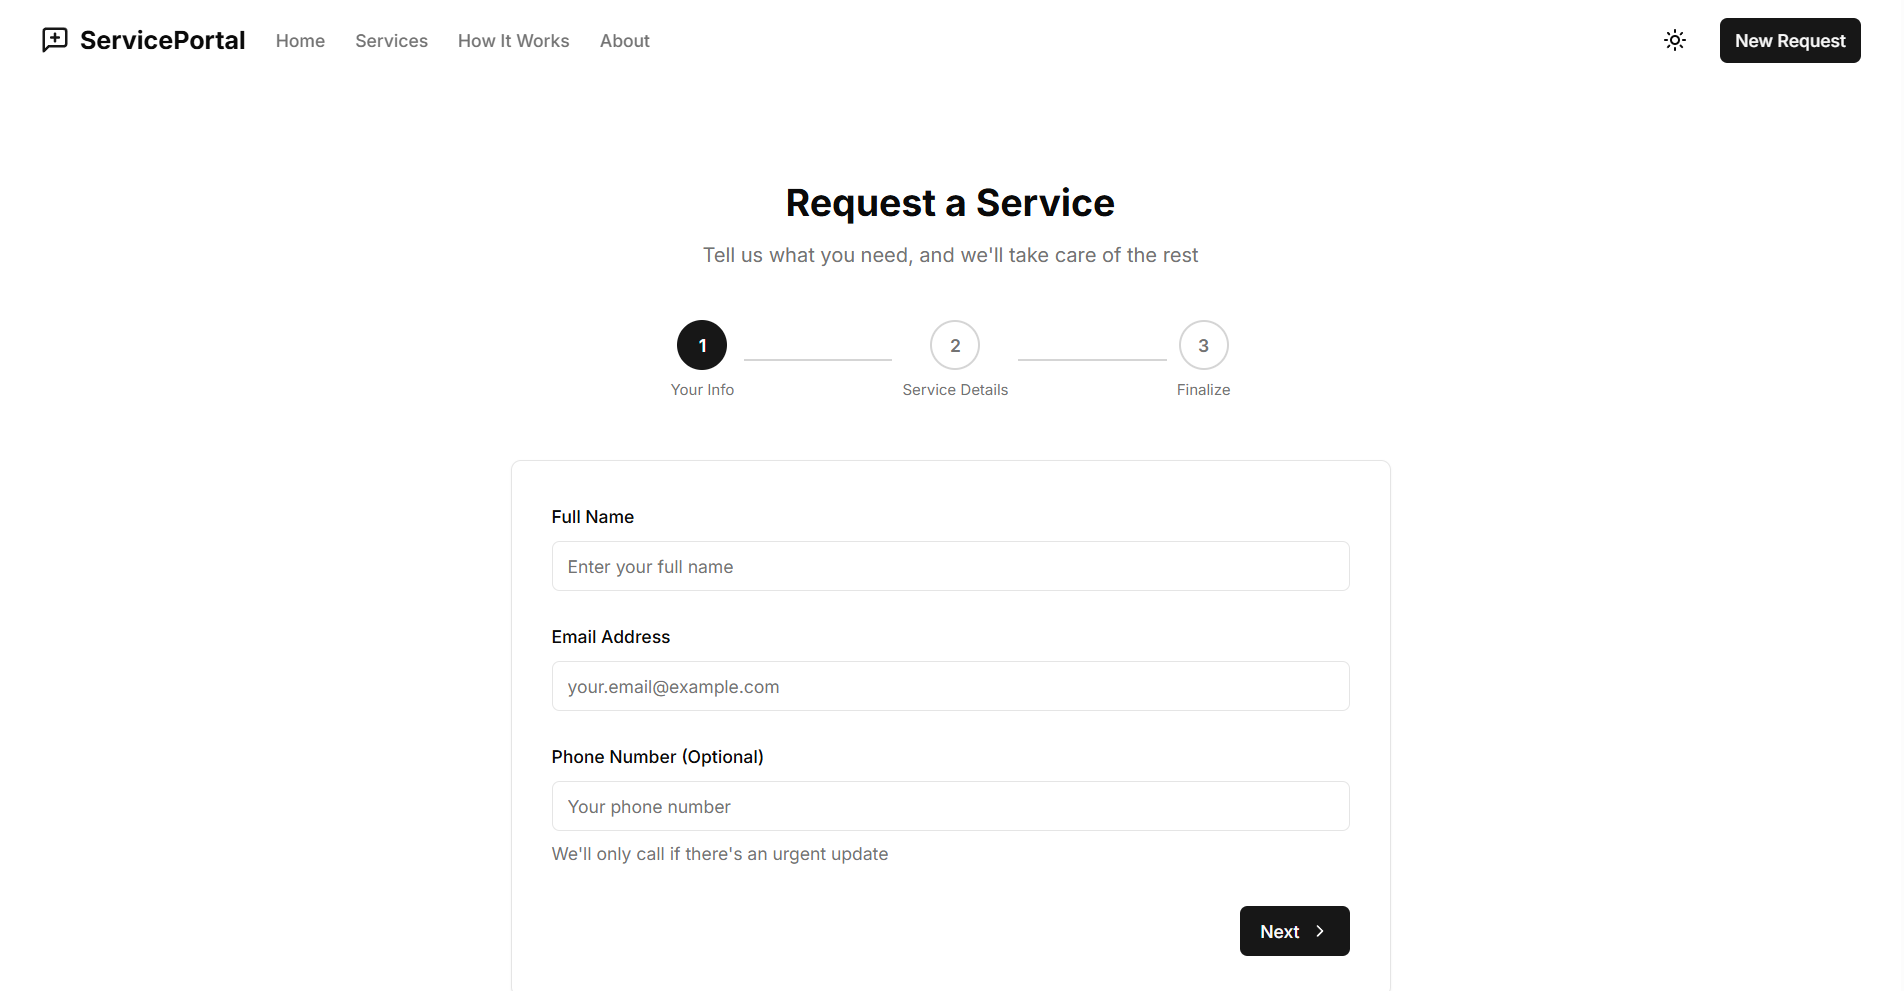 ServicePortal Home Services How It Works About New Request
Request a Service
Tell us what you need, and we'll take care of the rest
1 2 3
Your Info Service Details Finalize
Full Name
Enter your full name
Email Address
your.email@example.com
Phone Number (Optional)
Your phone number
We'll only call if there's an urgent update
Next